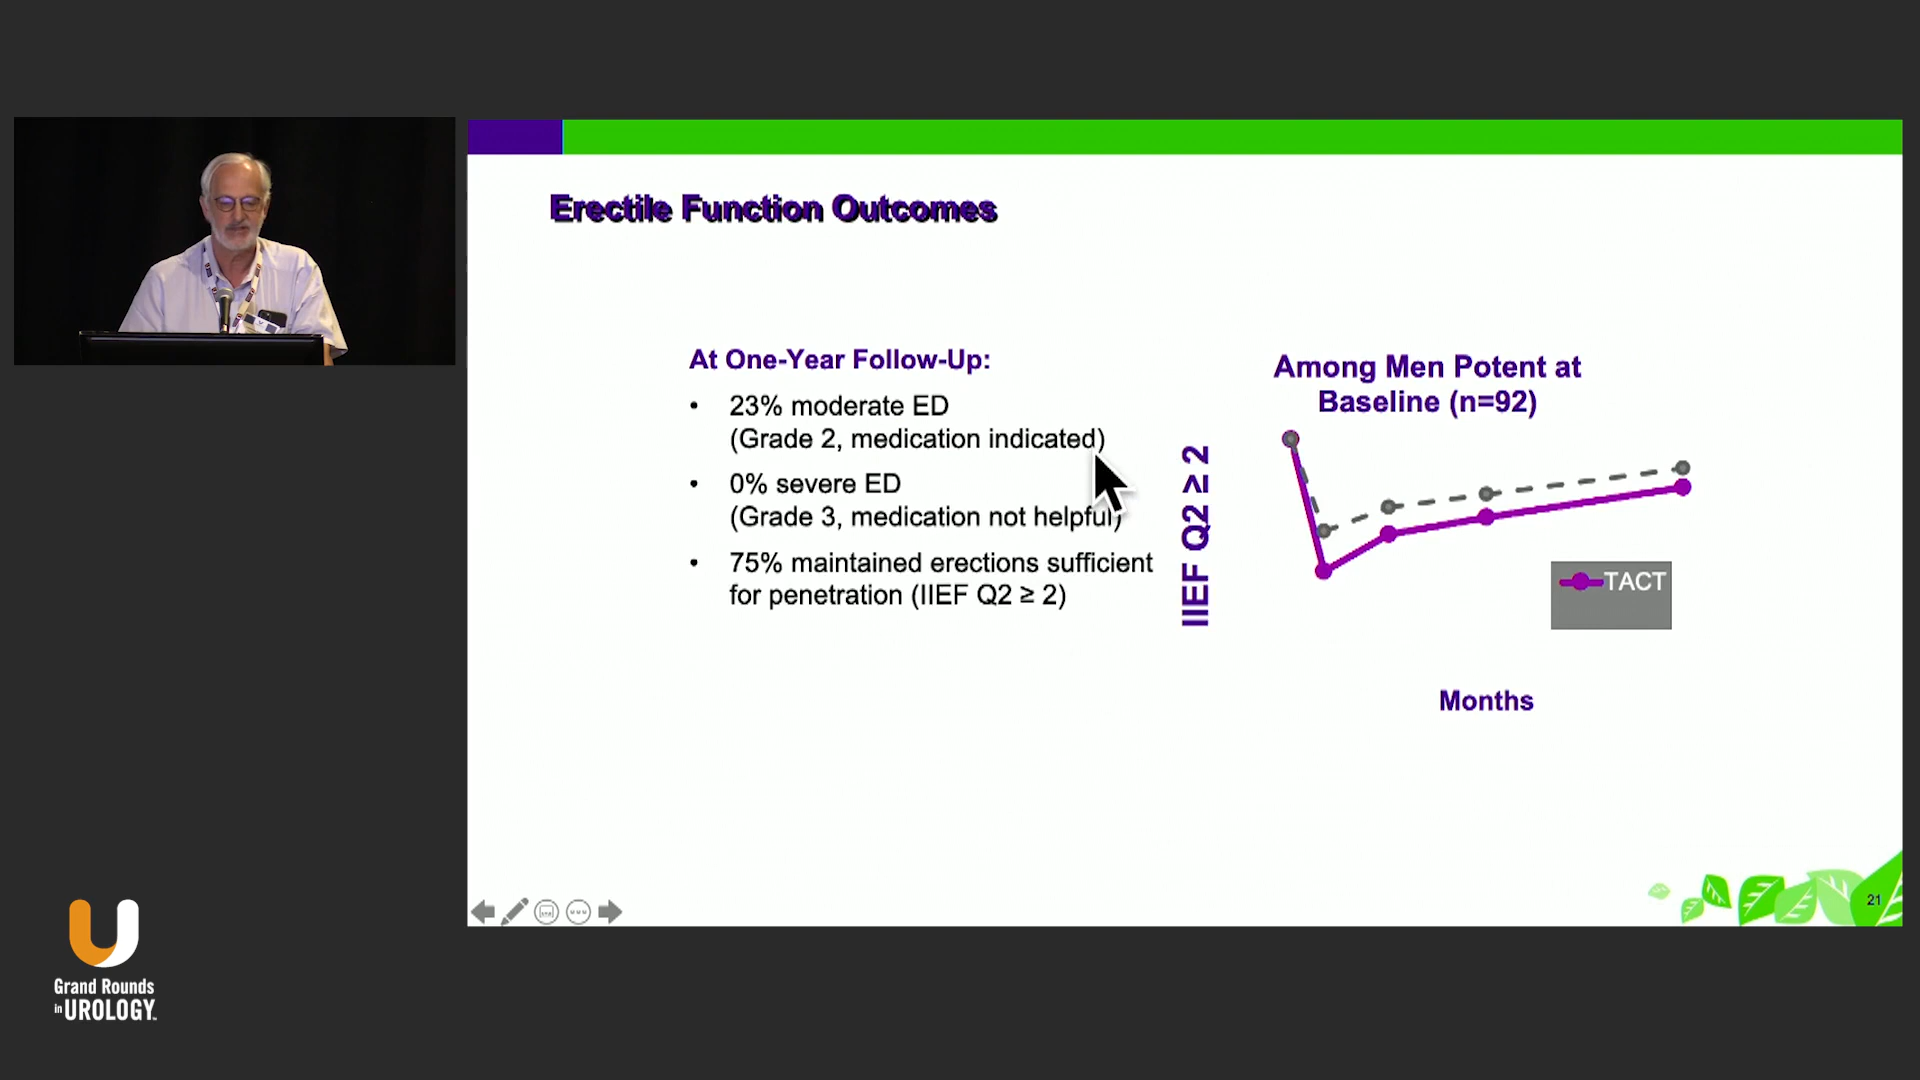 Erectile Function Outcomes
At One-Year Follow-Up:
• 23% moderate ED
(Grade 2, medication indicated)
• 0% severe ED
(Grade 3, medication not helpful)
• 75% maintained erections sufficient
for penetration (IIEF Q2 ≥ 2)
Among Men Potent at
Baseline (n=92)
IIEF Q2 ≥ 2
TACT
Months
21
Grand Rounds
in UROLOGY